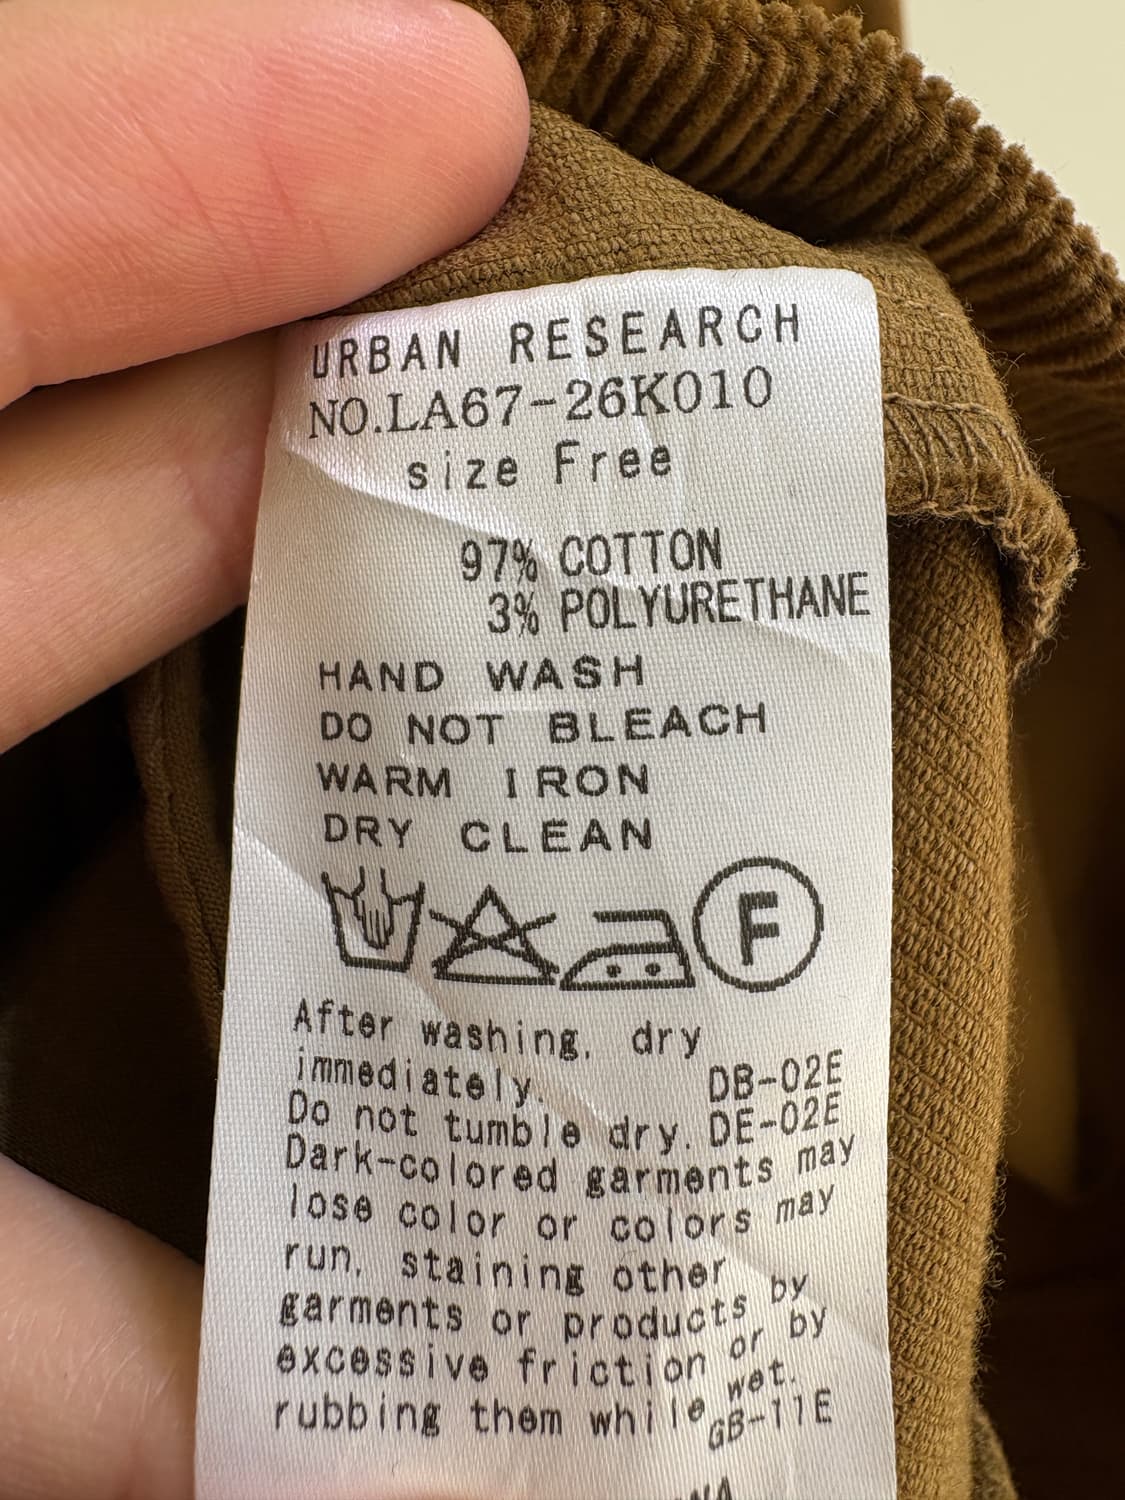 URBAN RESEARCH
NO.LA67-26K010
size Free
97% COTTON
3% POLYURETHANE
HAND WASH
DO NOT BLEACH
WARM IRON
DRY CLEAN
F
After washing, dry
immediately. DB-02E
Do not tumble dry. DE-02E
Dark-colored garments may
lose color or colors may
run, staining other
garments or products by
excessive friction or by
rubbing them while wet.
GB-11E